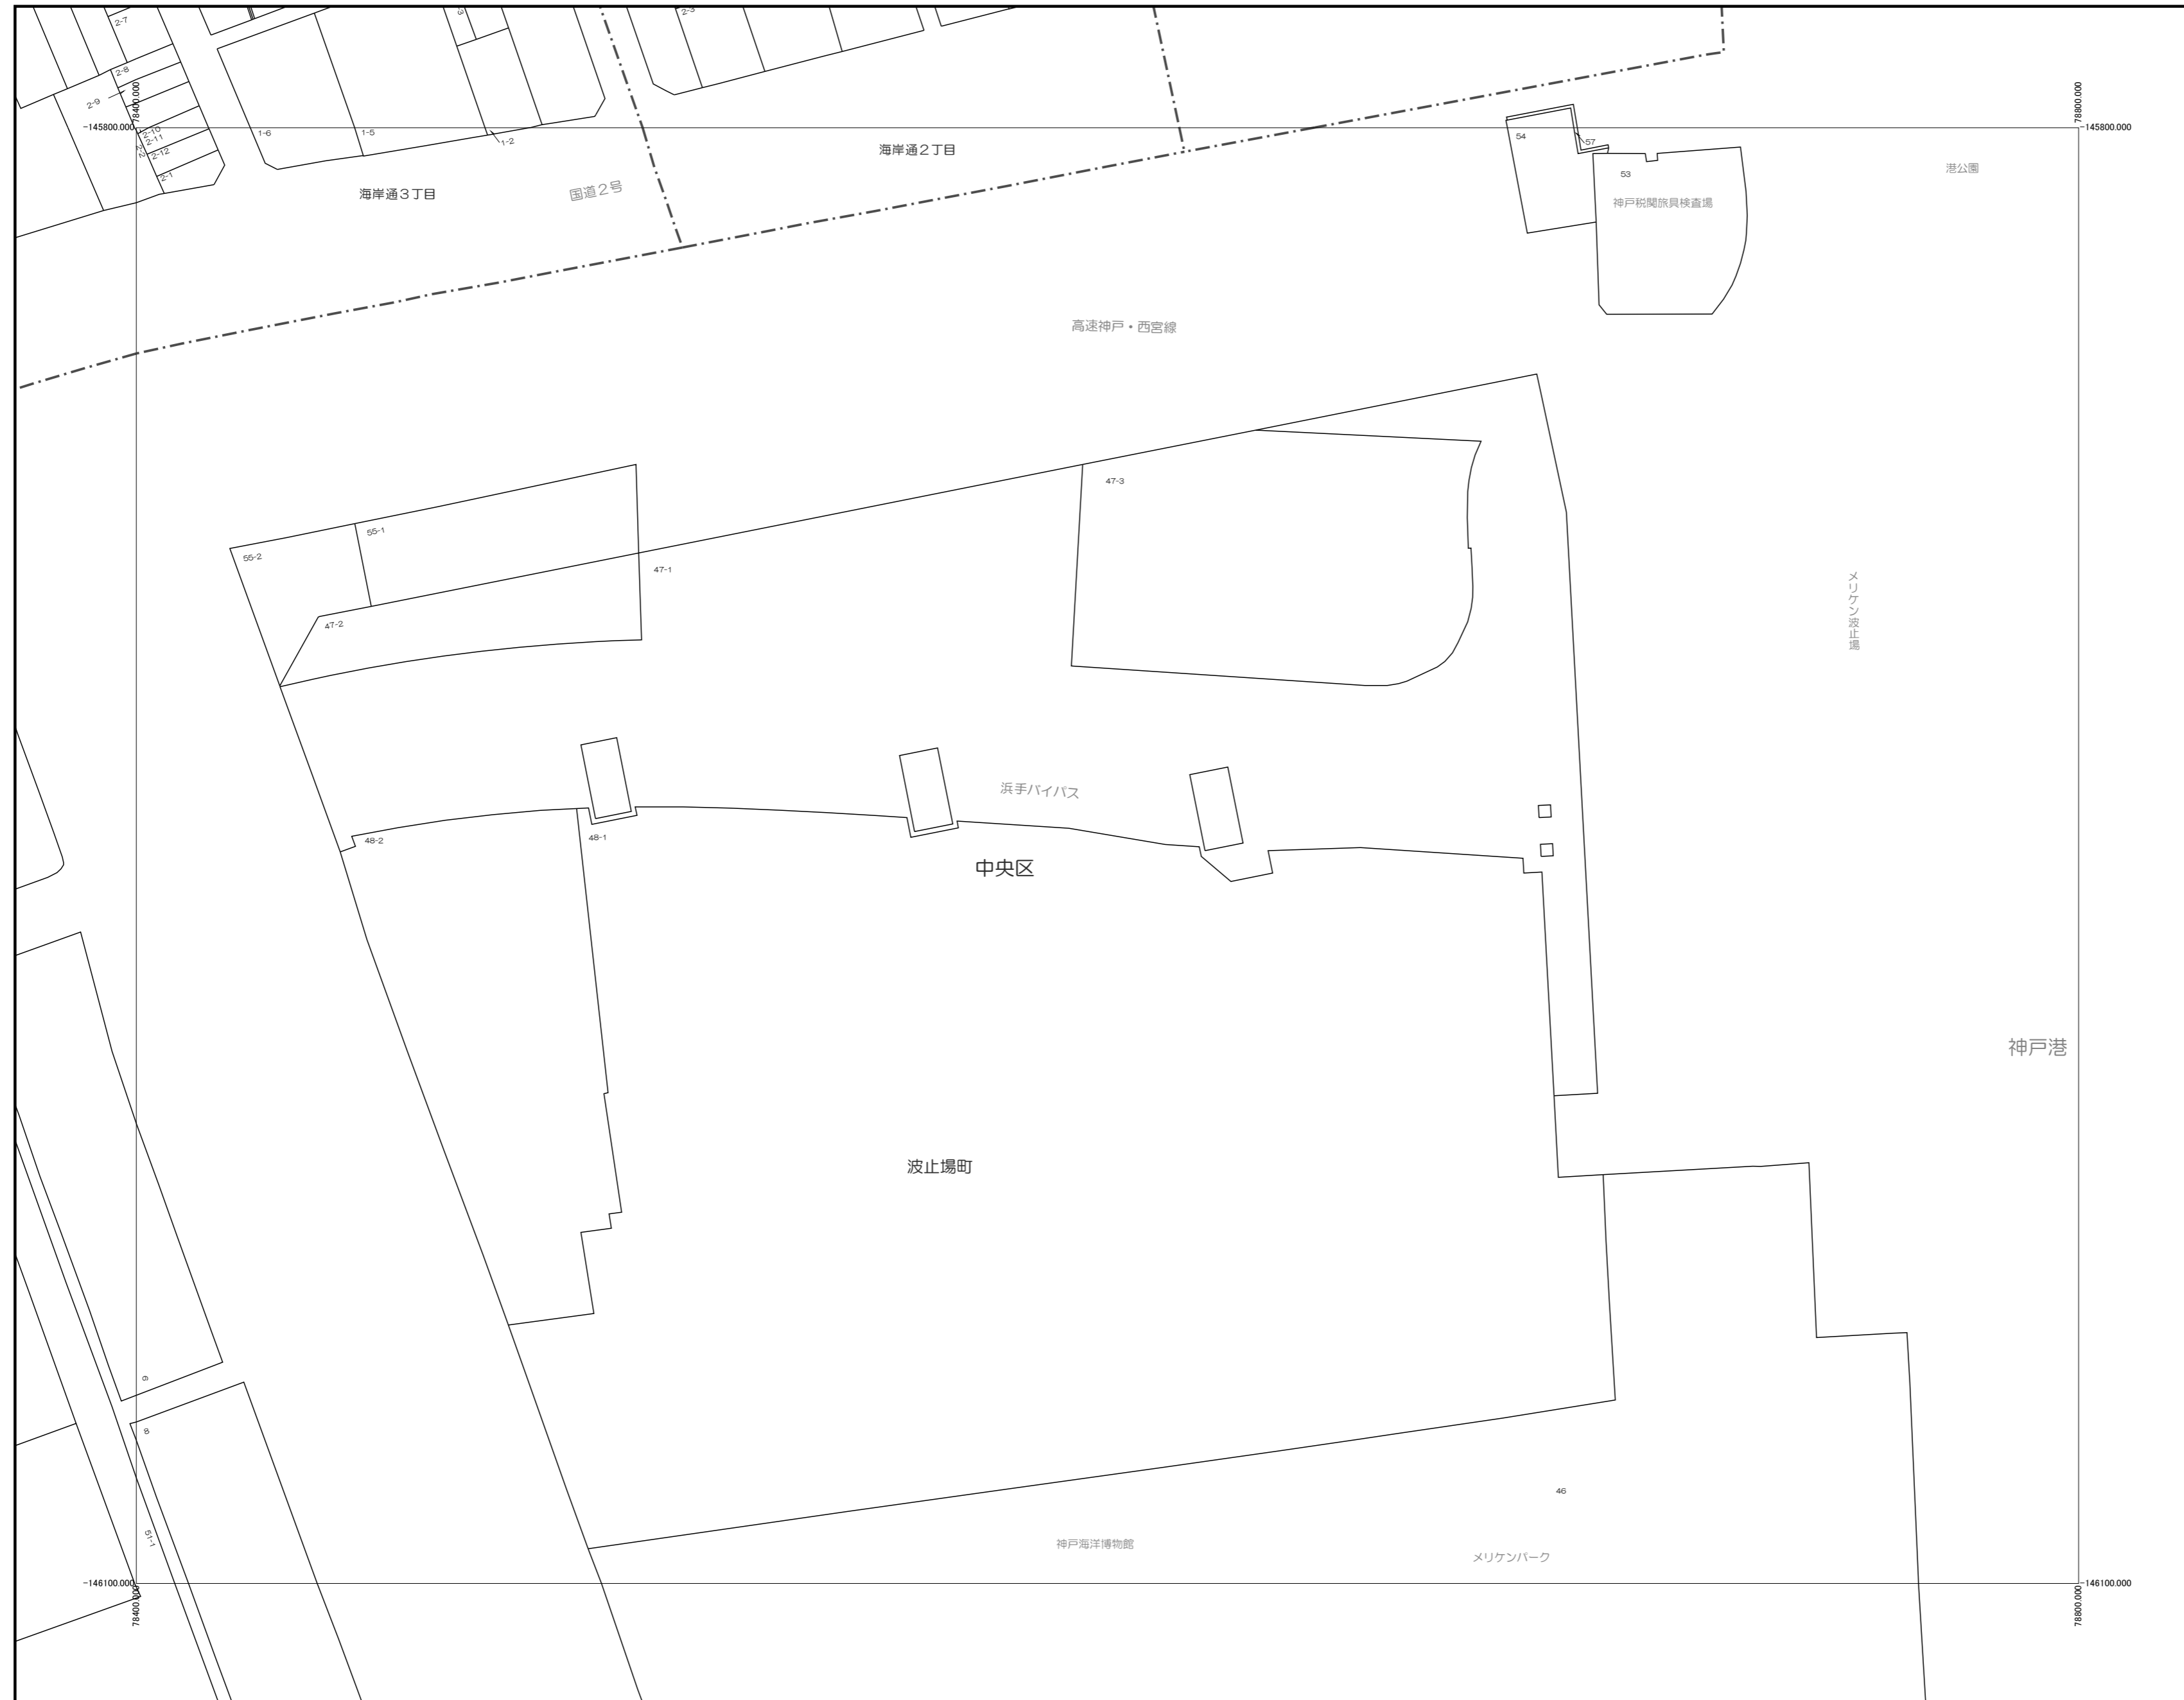 2-7
3
2-3
2-8
2-9
78400.000
78800.000
-145800.000
-145800.000
2-10
2-11
2-2
2-12
2-1
1-6
1-5
1-2
海岸通2丁目
海岸通3丁目
国道2号
54
57
53
神戸税関旅具検査場
港公園
高速神戸・西宮線
47-3
55-1
55-2
47-1
47-2
メリケン波止場
浜手バイパス
48-2
48-1
中央区
神戸港
波止場町
9
8
51-1
46
神戸海洋博物館
メリケンパーク
-146100.000
-146100.000
78400.000
78800.000